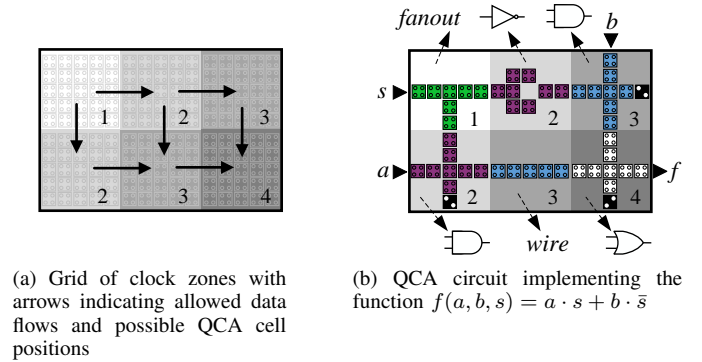 fanout
b
s
1
2
3
1
2
3
a
f
2
3
4
2
3
4
wire
(a) Grid of clock zones with
arrows indicating allowed data
flows and possible QCA cell
positions
(b) QCA circuit implementing the
function f(a, b, s) = a · s + b · s̄